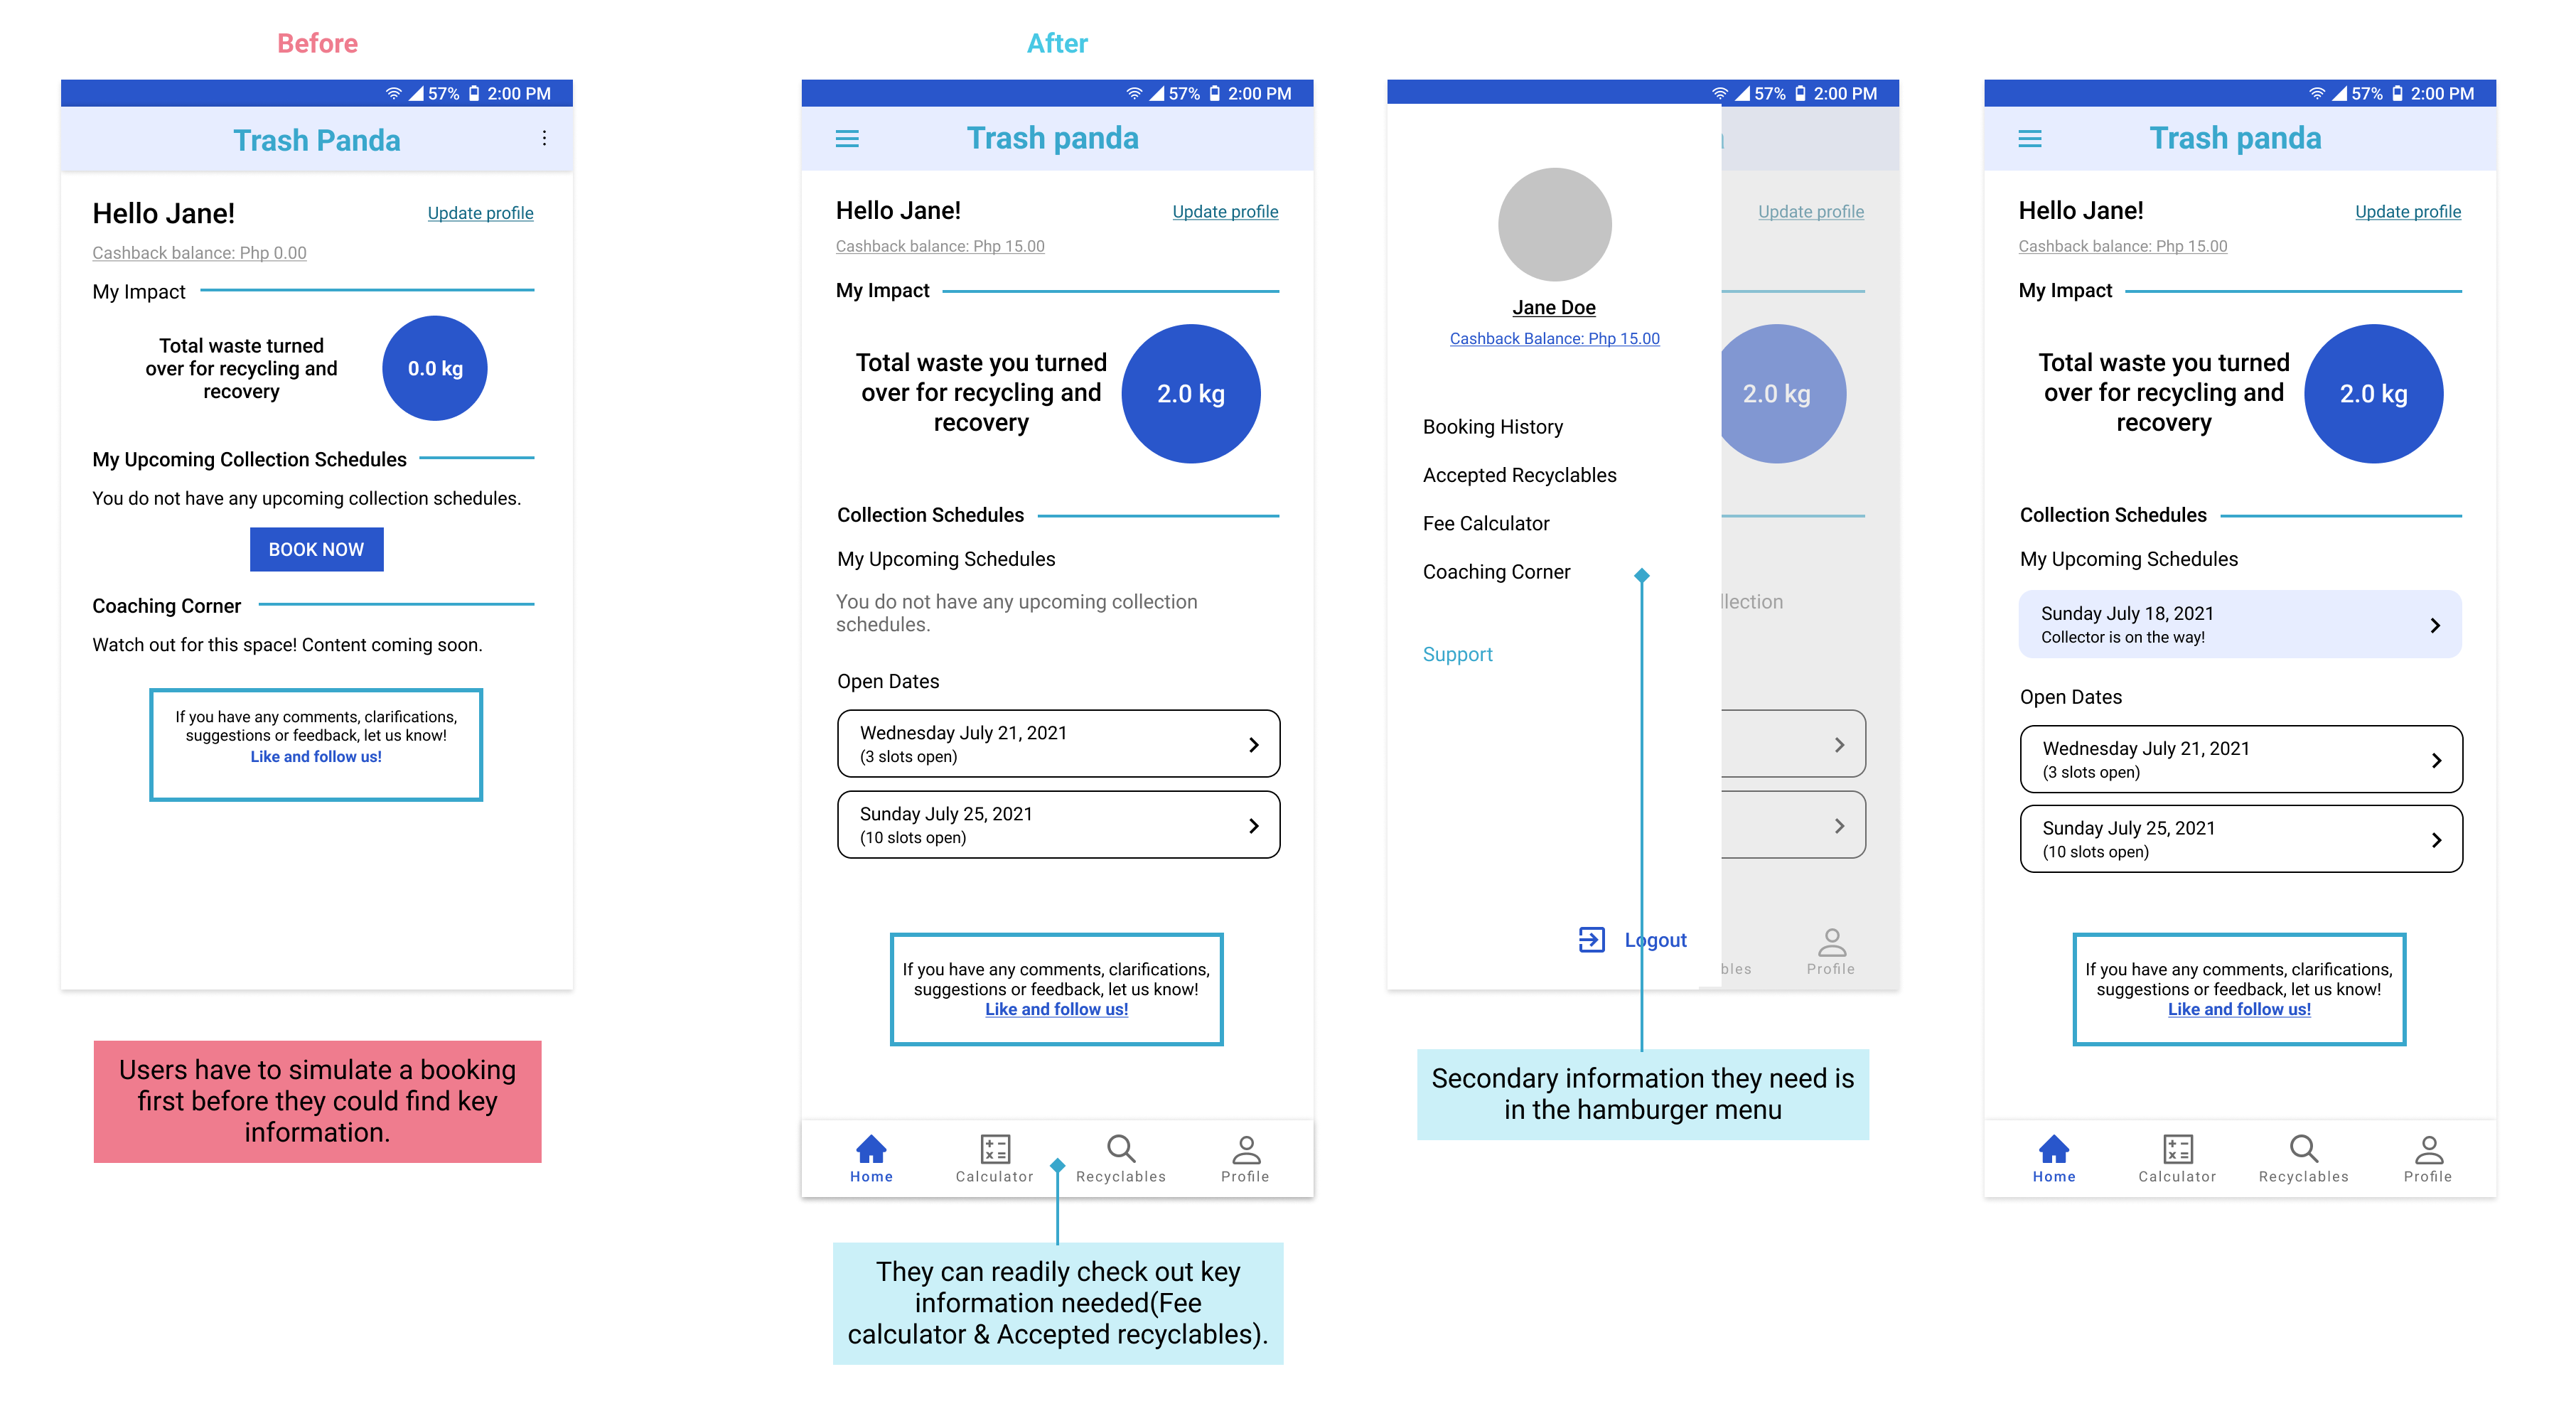 Before
57% 2:00 PM
Trash Panda
Hello Jane!
Update profile
Cashback balance: Php 0.00
My Impact
Total waste turned
over for recycling and
recovery
0.0 kg
My Upcoming Collection Schedules
You do not have any upcoming collection schedules.
BOOK NOW
Coaching Corner
Watch out for this space! Content coming soon.
If you have any comments, clarifications,
suggestions or feedback, let us know!
Like and follow us!
Users have to simulate a booking
first before they could find key
information.
After
57% 2:00 PM
Trash panda
Hello Jane!
Update profile
Cashback balance: Php 15.00
My Impact
Total waste you turned
over for recycling and
recovery
2.0 kg
Collection Schedules
My Upcoming Schedules
You do not have any upcoming collection
schedules.
Open Dates
Wednesday July 21, 2021
(3 slots open)
Sunday July 25, 2021
(10 slots open)
If you have any comments, clarifications,
suggestions or feedback, let us know!
Like and follow us!
Home
Calculator
Recyclables
Profile
They can readily check out key
information needed(Fee
calculator & Accepted recyclables).
57% 2:00 PM
Update profile
Jane Doe
Cashback Balance: Php 15.00
2.0 kg
Booking History
Accepted Recyclables
Fee Calculator
Coaching Corner
llection
Support
Logout
bles
Profile
Secondary information they need is
in the hamburger menu
57% 2:00 PM
Trash panda
Hello Jane!
Update profile
Cashback balance: Php 15.00
My Impact
Total waste you turned
over for recycling and
recovery
2.0 kg
Collection Schedules
My Upcoming Schedules
Sunday July 18, 2021
Collector is on the way!
Open Dates
Wednesday July 21, 2021
(3 slots open)
Sunday July 25, 2021
(10 slots open)
If you have any comments, clarifications,
suggestions or feedback, let us know!
Like and follow us!
Home
Calculator
Recyclables
Profile